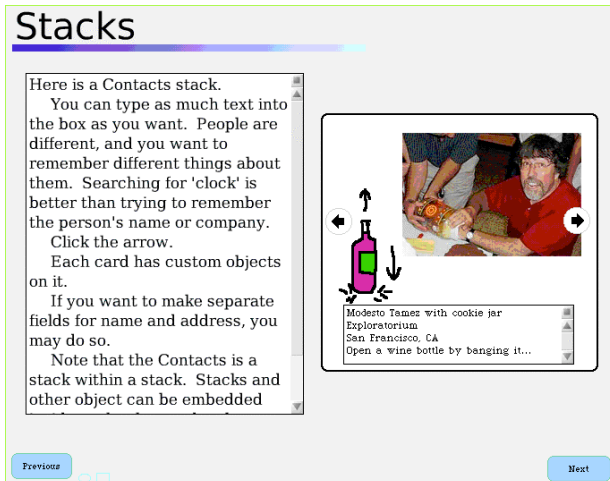 Stacks
Here is a Contacts stack.
You can type as much text into
the box as you want.  People are
different, and you want to
remember different things about
them.  Searching for 'clock' is
better than trying to remember
the person's name or company.
Click the arrow.
Each card has custom objects
on it.
If you want to make separate
fields for name and address, you
may do so.
Note that the Contacts is a
stack within a stack.  Stacks and
other object can be embedded
Modesto Tamez with cookie jar
Exploratorium
San Francisco, CA
Open a wine bottle by banging it...
Previous
Next